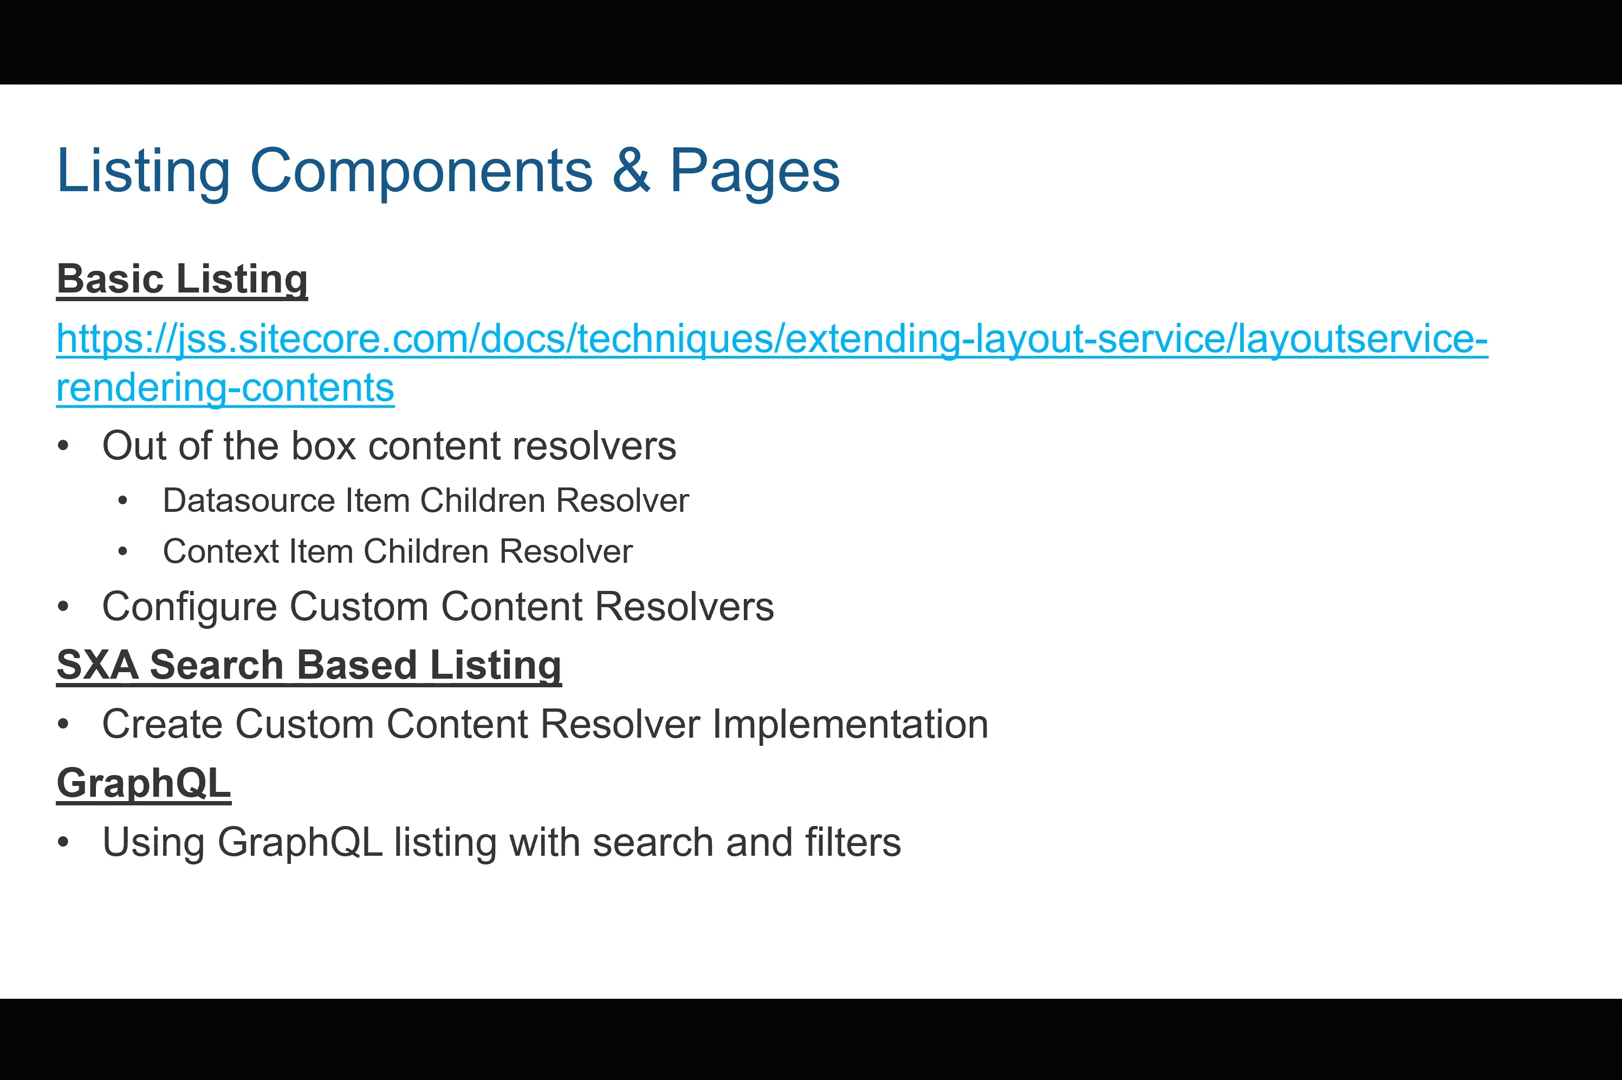 Listing Components & Pages
Basic Listing
https://jss.sitecore.com/docs/techniques/extending-layout-service/layoutservice-
rendering-contents
• Out of the box content resolvers
• Datasource Item Children Resolver
• Context Item Children Resolver
• Configure Custom Content Resolvers
SXA Search Based Listing
• Create Custom Content Resolver Implementation
GraphQL
• Using GraphQL listing with search and filters